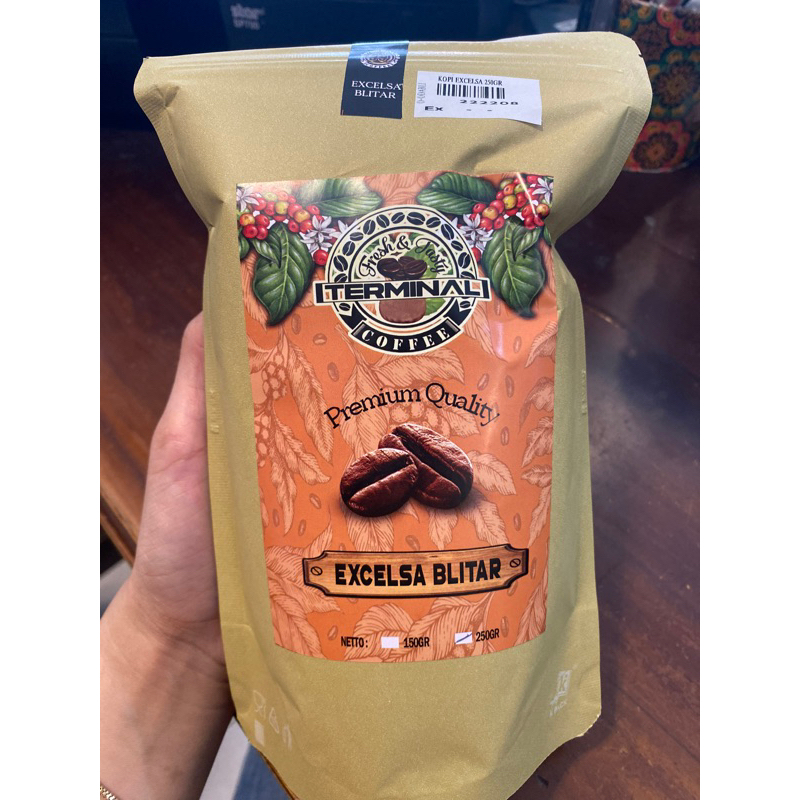 EXCELSA
BLITAR
KOPI EXCELSA 250GR
222208
Ex - -
Fresh & Tasty
TERMINAL
COFFEE
Premium Quality
EXCELSA BLITAR
NETTO : 150GR 250GR